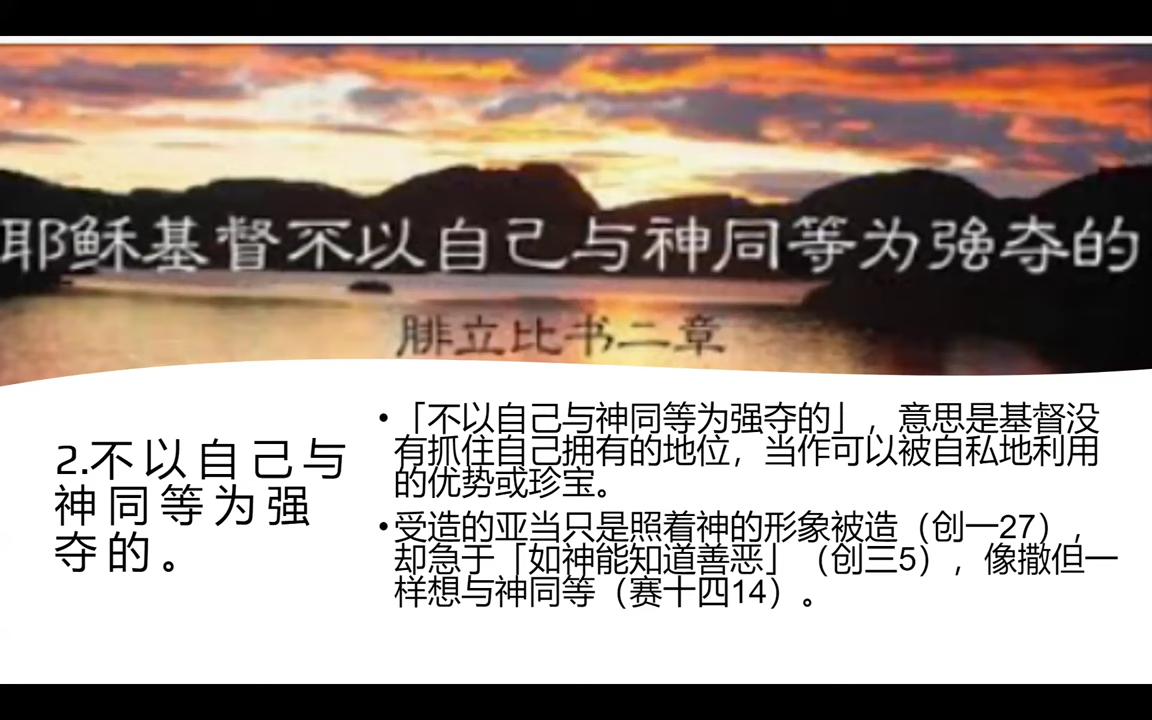 耶稣基督不以自己与神同等为强夺的
腓立比书二章
2.不以自己与
神同等为强
夺的。
•「不以自己与神同等为强夺的」，意思是基督没
有抓住自己拥有的地位，当作可以被自私地利用
的优势或珍宝。
•受造的亚当只是照着神的形象被造（创一27），
却急于「如神能知道善恶」（创三5），像撒但一
样想与神同等（赛十四14）。